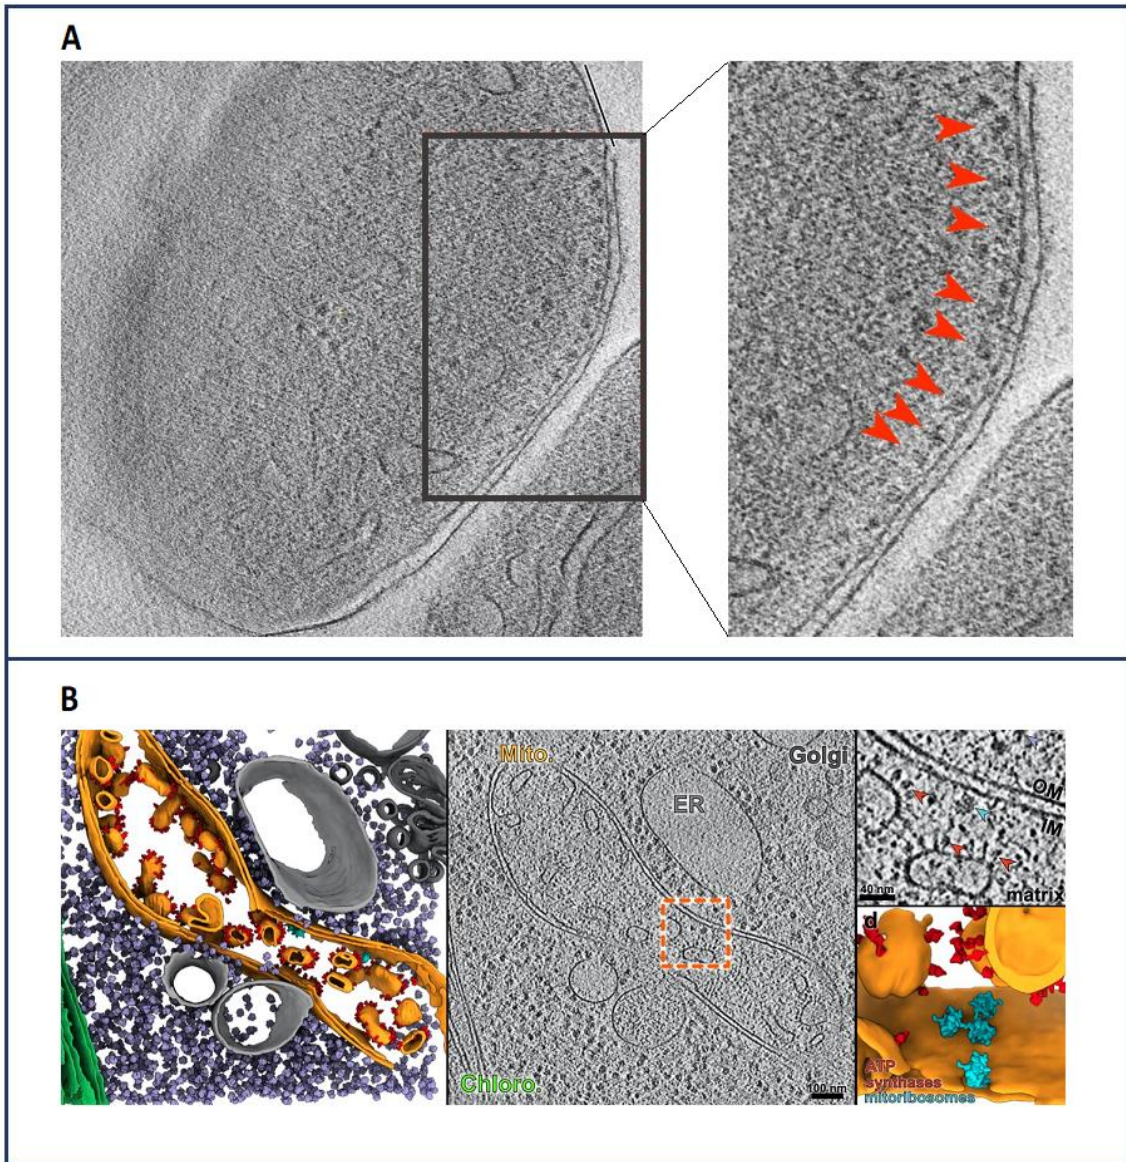 A
B
Mito.
Golgi
ER
Chloro
100 nm
OM
IM
40 nm
matrix
d
ATP
synthases
mitoribosomes